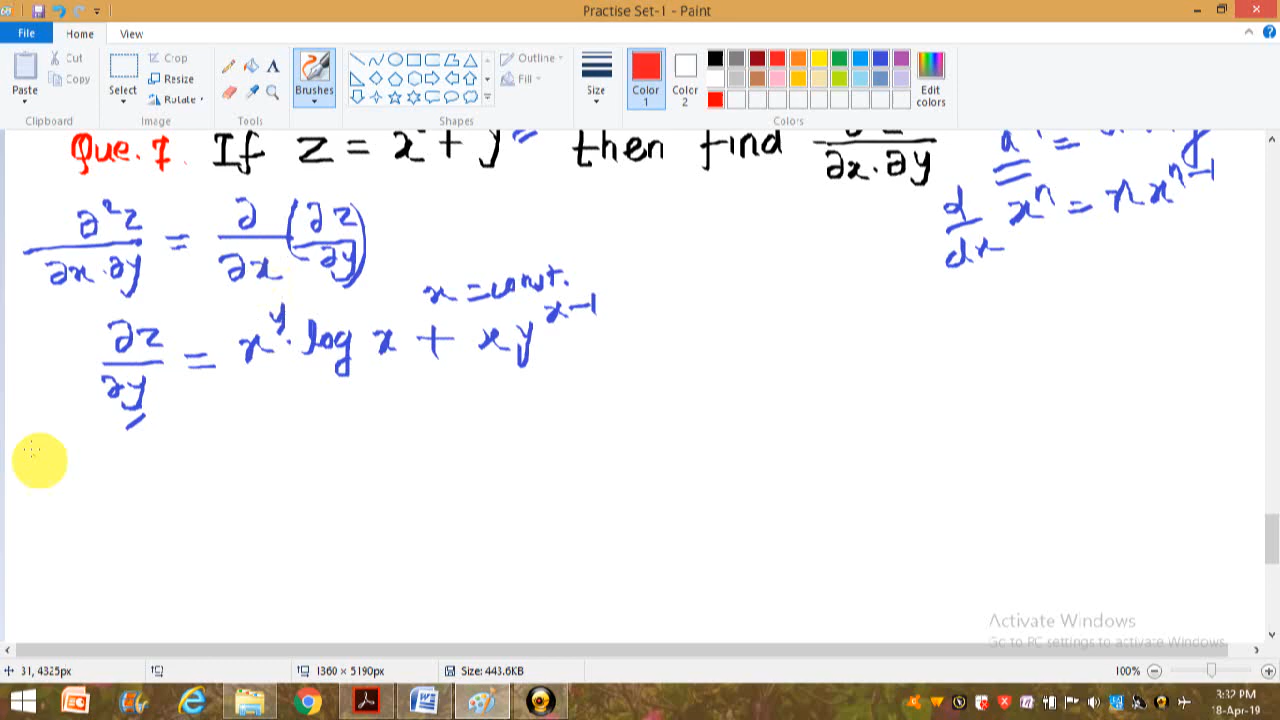 Practise Set-1 - Paint
File Home View
Cut
Copy
Paste
Clipboard
Crop
Resize
Rotate
Select
Image
Tools
Brushes
Shapes
Outline
Fill
Size
Color 1
Color 2
Edit colors
Colors
Que. 7 If z = x + y then find ∂x·∂y
d/dx xⁿ = n xⁿ⁻¹
∂²z/∂x·∂y = ∂/∂x (∂z/∂y)
x = const.
∂z/∂y = x^y · log x + x y^(x-1)
Activate Windows
Go to PC settings to activate Windows.
31, 4325px
1360 × 5190px
Size: 443.6KB
100%
3:32 PM
18-Apr-19